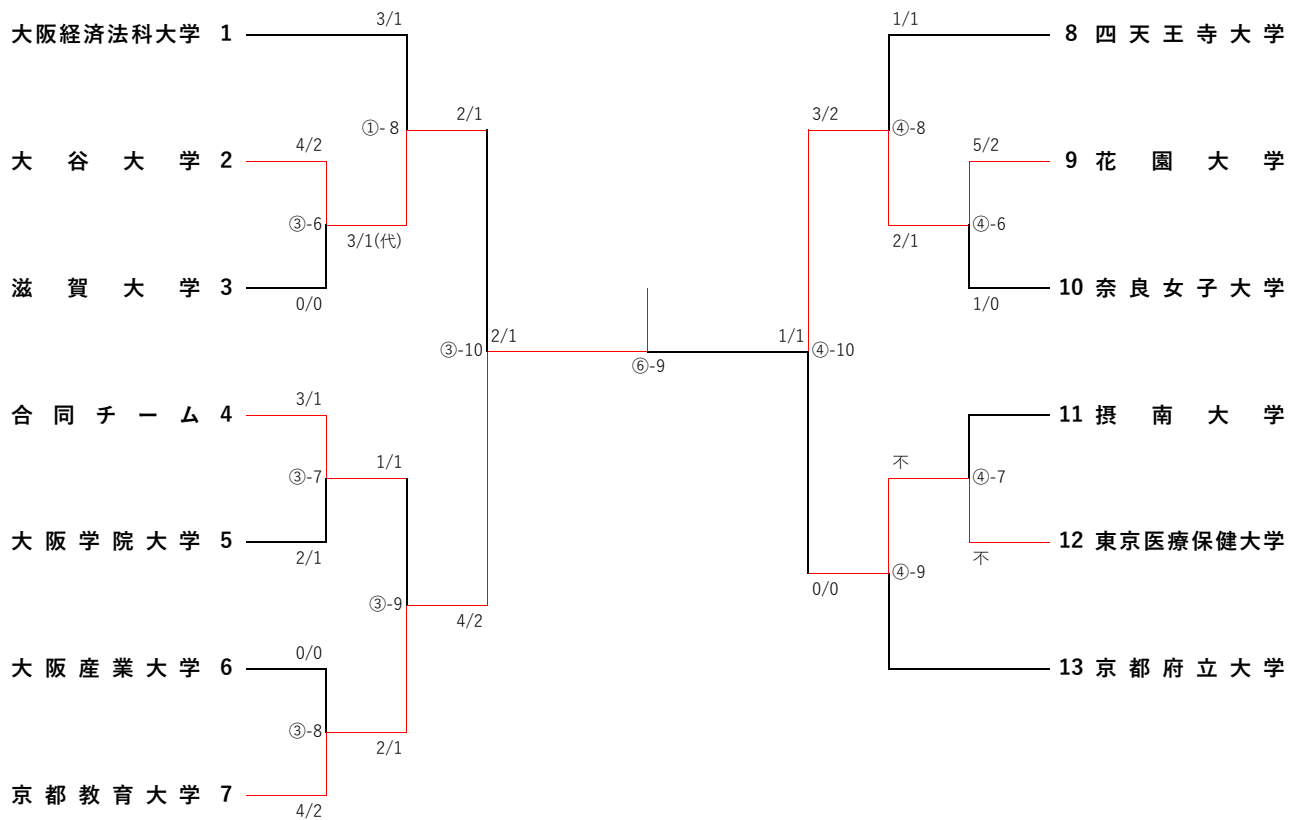 大阪経済法科大学 1
3/1
2/1
①- 8
大谷大学 2
4/2
③-6
3/1(代)
滋賀大学 3
0/0
③-10
2/1
合同チーム 4
3/1
1/1
③-7
大阪学院大学 5
2/1
③-9
4/2
大阪産業大学 6
0/0
③-8
2/1
京都教育大学 7
4/2
⑥-9
1/1
8 四天王寺大学
3/2
④-8
5/2
9 花園大学
④-6
2/1
10 奈良女子大学
1/0
1/1
④-10
11 摂南大学
不
④-7
12 東京医療保健大学
不
④-9
0/0
13 京都府立大学